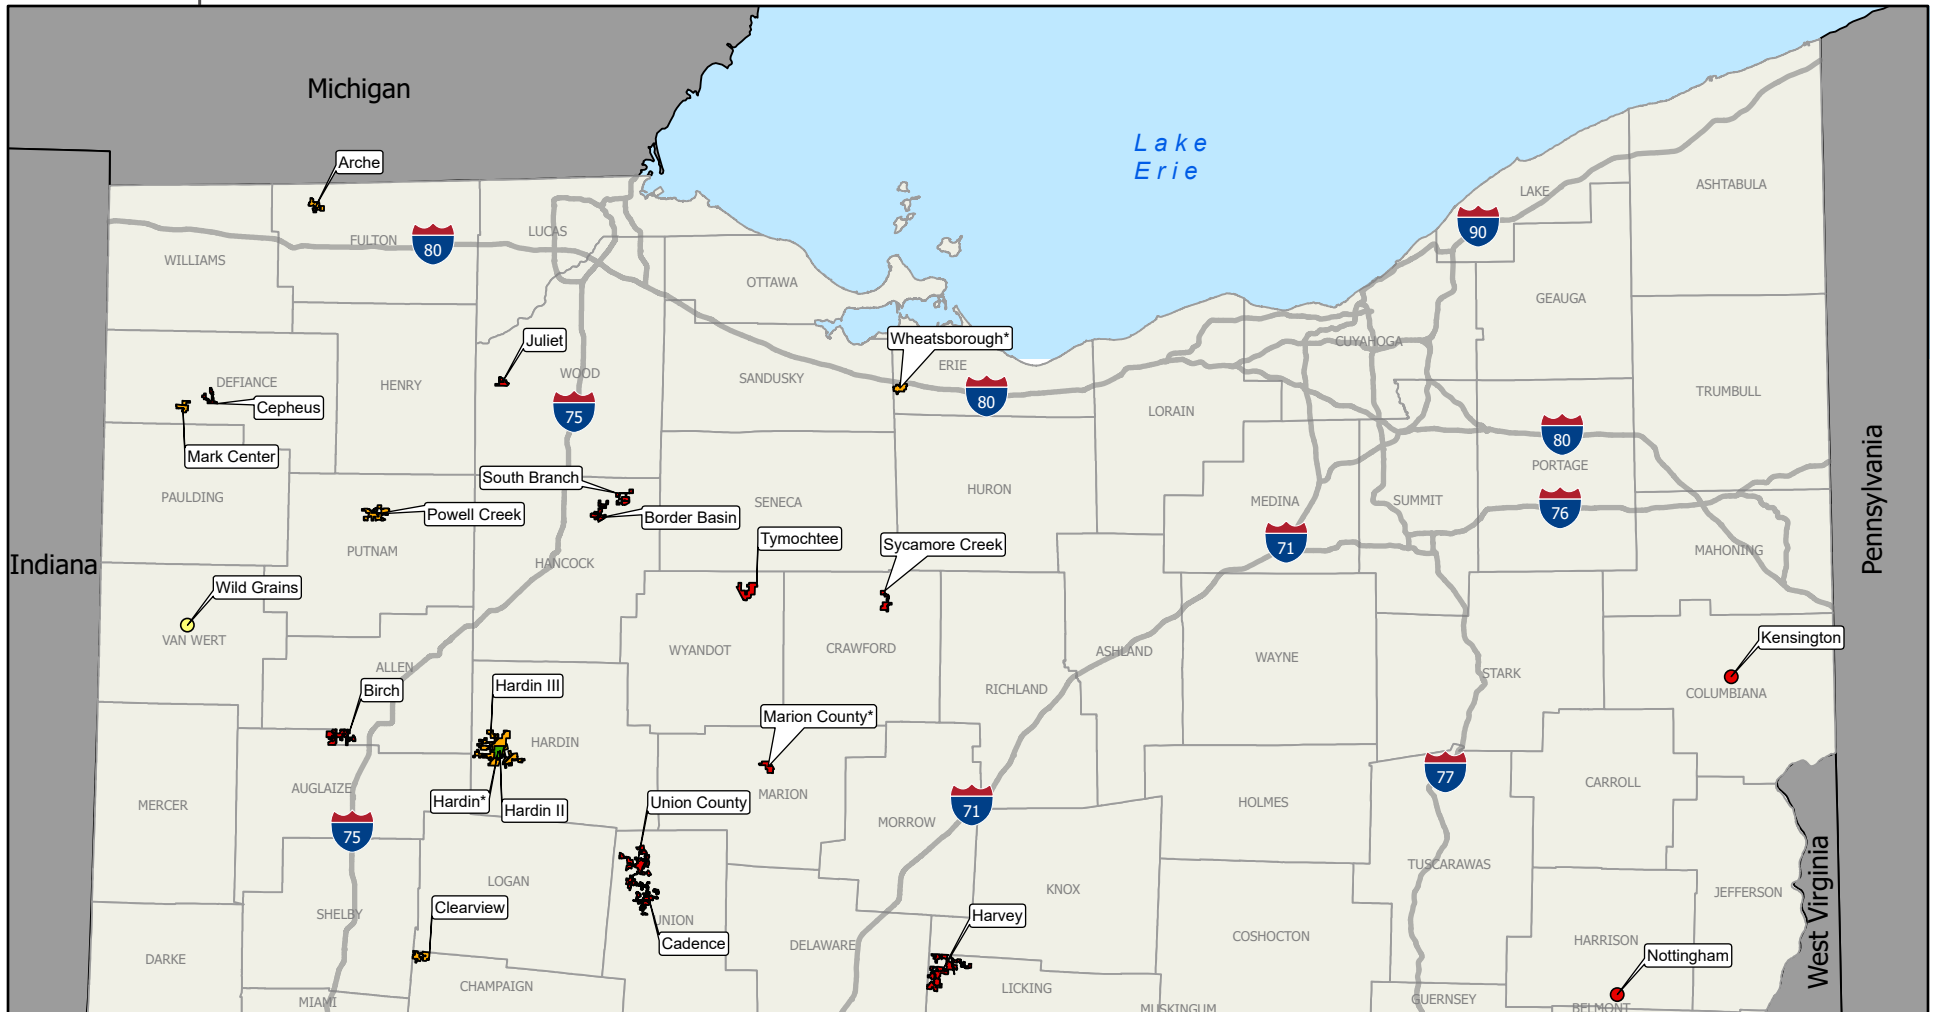 Michigan
Lake
Erie
Arche
LAKE
ASHTABULA
90
FULTON
80
LUCAS
WILLIAMS
OTTAWA
GEAUGA
Juliet
Wheatsborough*
CUYAHOGA
ERIE
WOOD
SANDUSKY
DEFIANCE
HENRY
TRUMBULL
Cepheus
75
80
LORAIN
80
Mark Center
PORTAGE
Pennsylvania
South Branch
PAULDING
SENECA
HURON
MEDINA
SUMMIT
76
Powell Creek
Border Basin
Tymochtee
Sycamore Creek
71
PUTNAM
MAHONING
Indiana
HANCOCK
Wild Grains
VAN WERT
Kensington
WYANDOT
CRAWFORD
ASHLAND
WAYNE
ALLEN
STARK
Birch
Hardin III
RICHLAND
COLUMBIANA
Marion County*
HARDIN
77
AUGLAIZE
CARROLL
MERCER
Hardin*
Hardin II
Union County
MARION
71
HOLMES
MORROW
75
TUSCARAWAS
LOGAN
KNOX
JEFFERSON
West Virginia
SHELBY
Clearview
UNION
Harvey
Cadence
DELAWARE
COSHOCTON
HARRISON
Nottingham
DARKE
CHAMPAIGN
LICKING
MIAMI
GUERNSEY
MUSKINGUM
BELMONT